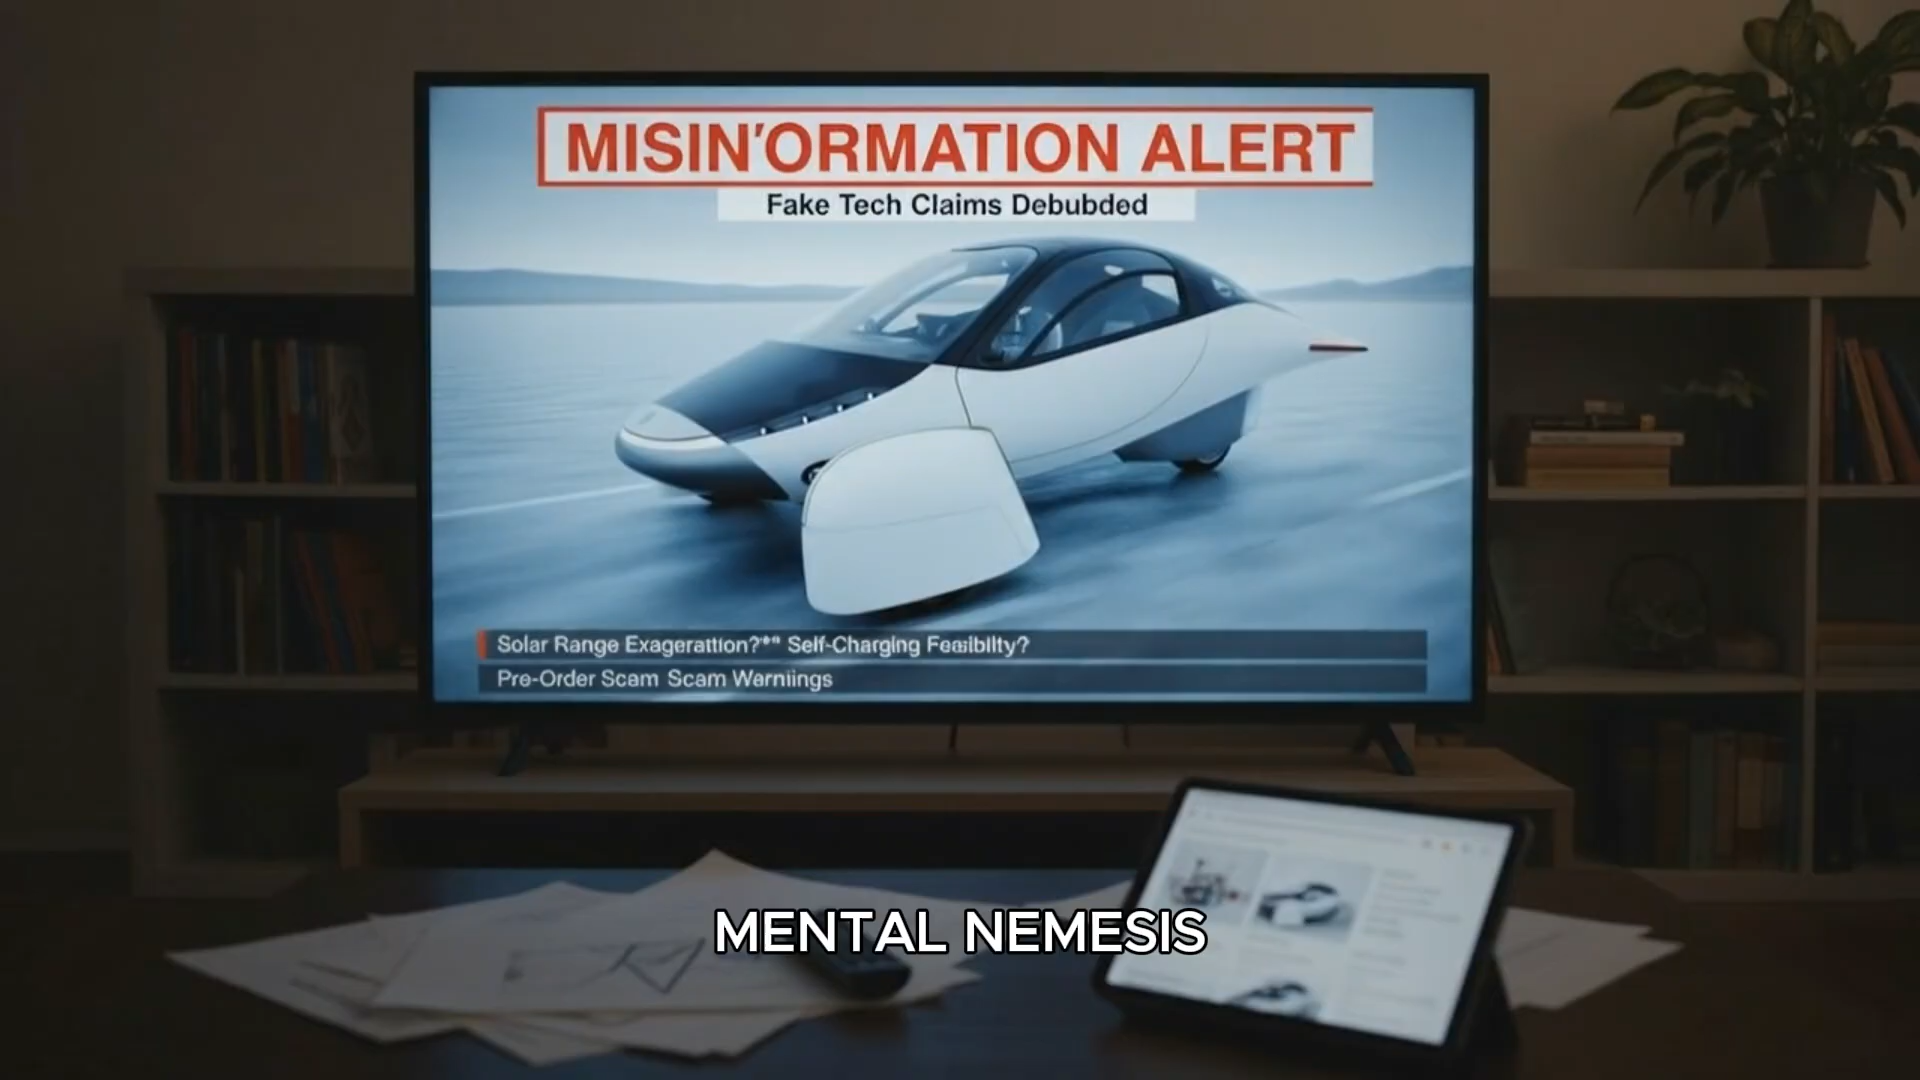 MISIN'ORMATION ALERT
Fake Tech Claims Debubded
Solar Range Exagerattion?** Self-Charging Feasibilty?
Pre-Order Scam Scam Werniings
MENTAL NEMESIS